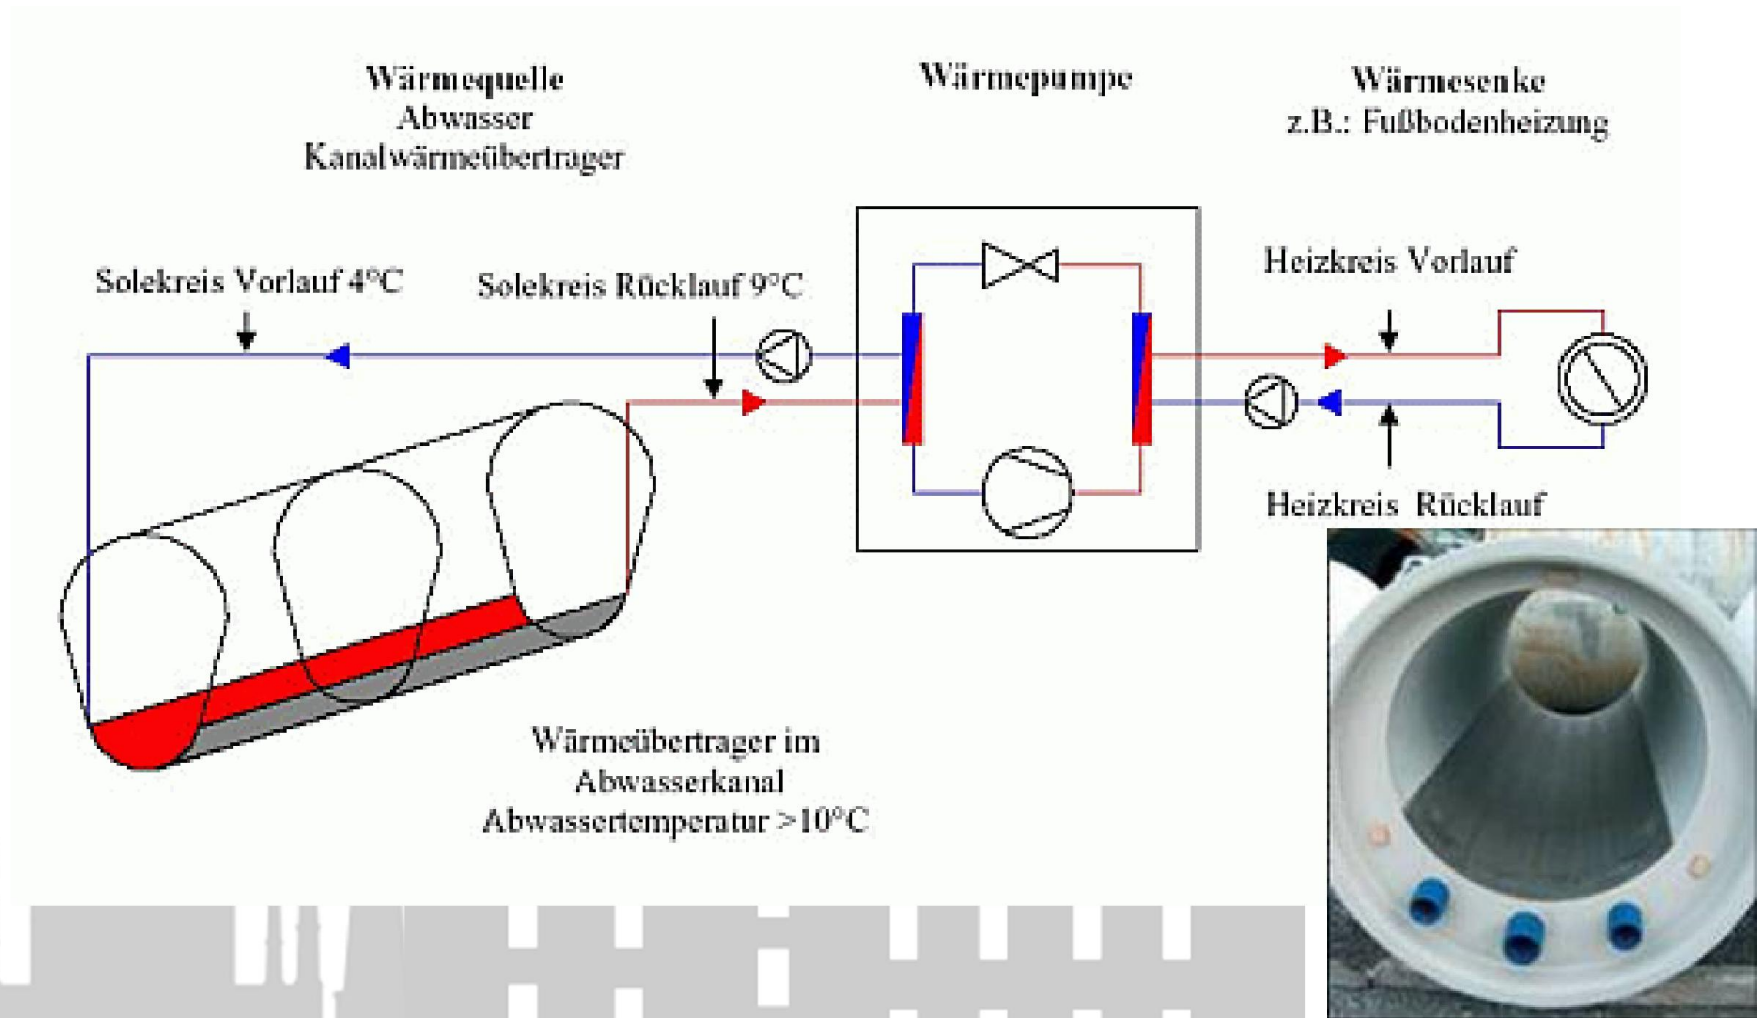 Wärmequelle
Abwasser
Kanalwärmeübertrager
Wärmepumpe
Wärmesenke
z.B.: Fußbodenheizung
Solekreis Vorlauf 4°C
Solekreis Rücklauf 9°C
Heizkreis Vorlauf
Heizkreis Rücklauf
Wärmeübertrager im
Abwasserkanal
Abwassertemperatur >10°C